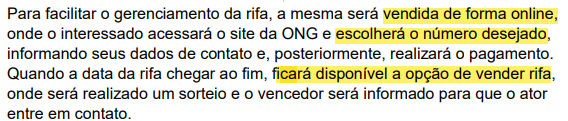 Para facilitar o gerenciamento da rifa, a mesma será vendida de forma online,
onde o interessado acessará o site da ONG e escolherá o número desejado,
informando seus dados de contato e, posteriormente, realizará o pagamento.
Quando a data da rifa chegar ao fim, ficará disponível a opção de vender rifa,
onde será realizado um sorteio e o vencedor será informado para que o ator
entre em contato.